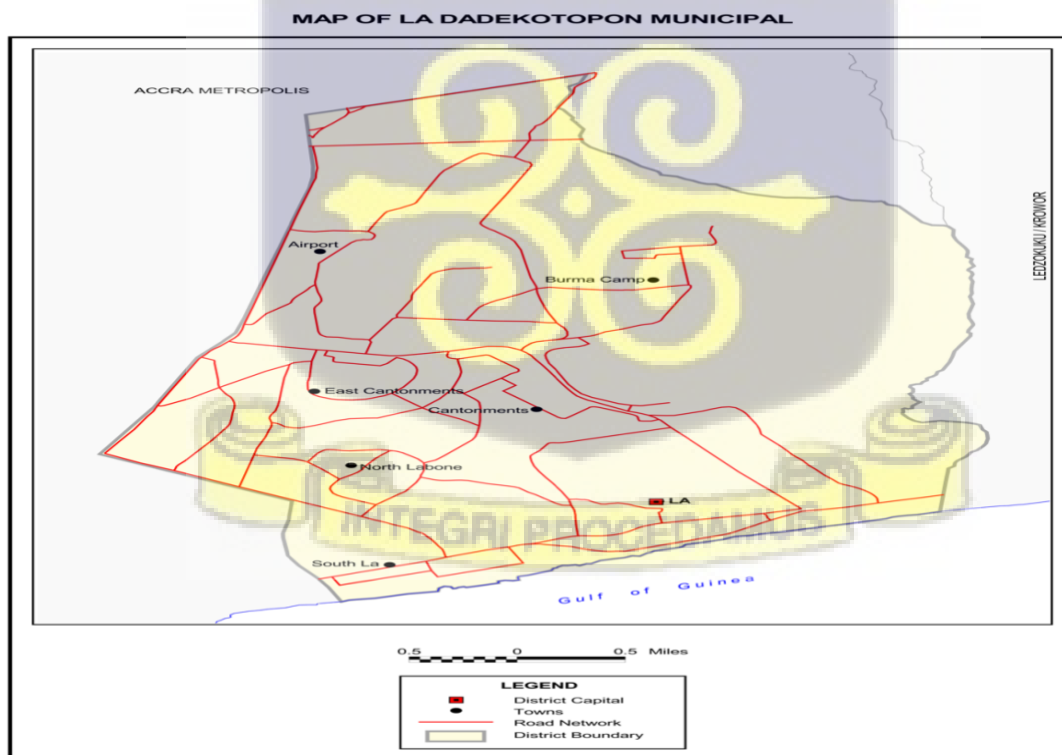 MAP OF LA DADEKOTOPON MUNICIPAL
ACCRA METROPOLIS
LEDZOKUKU / KROWOR
Airport
Burma Camp
East Cantonments
Cantonments
North Labone
LA
INTEGRI PROCEDAMUS
South La
Gulf of Guinea
0.5 0 0.5 Miles
LEGEND
District Capital
Towns
Road Network
District Boundary